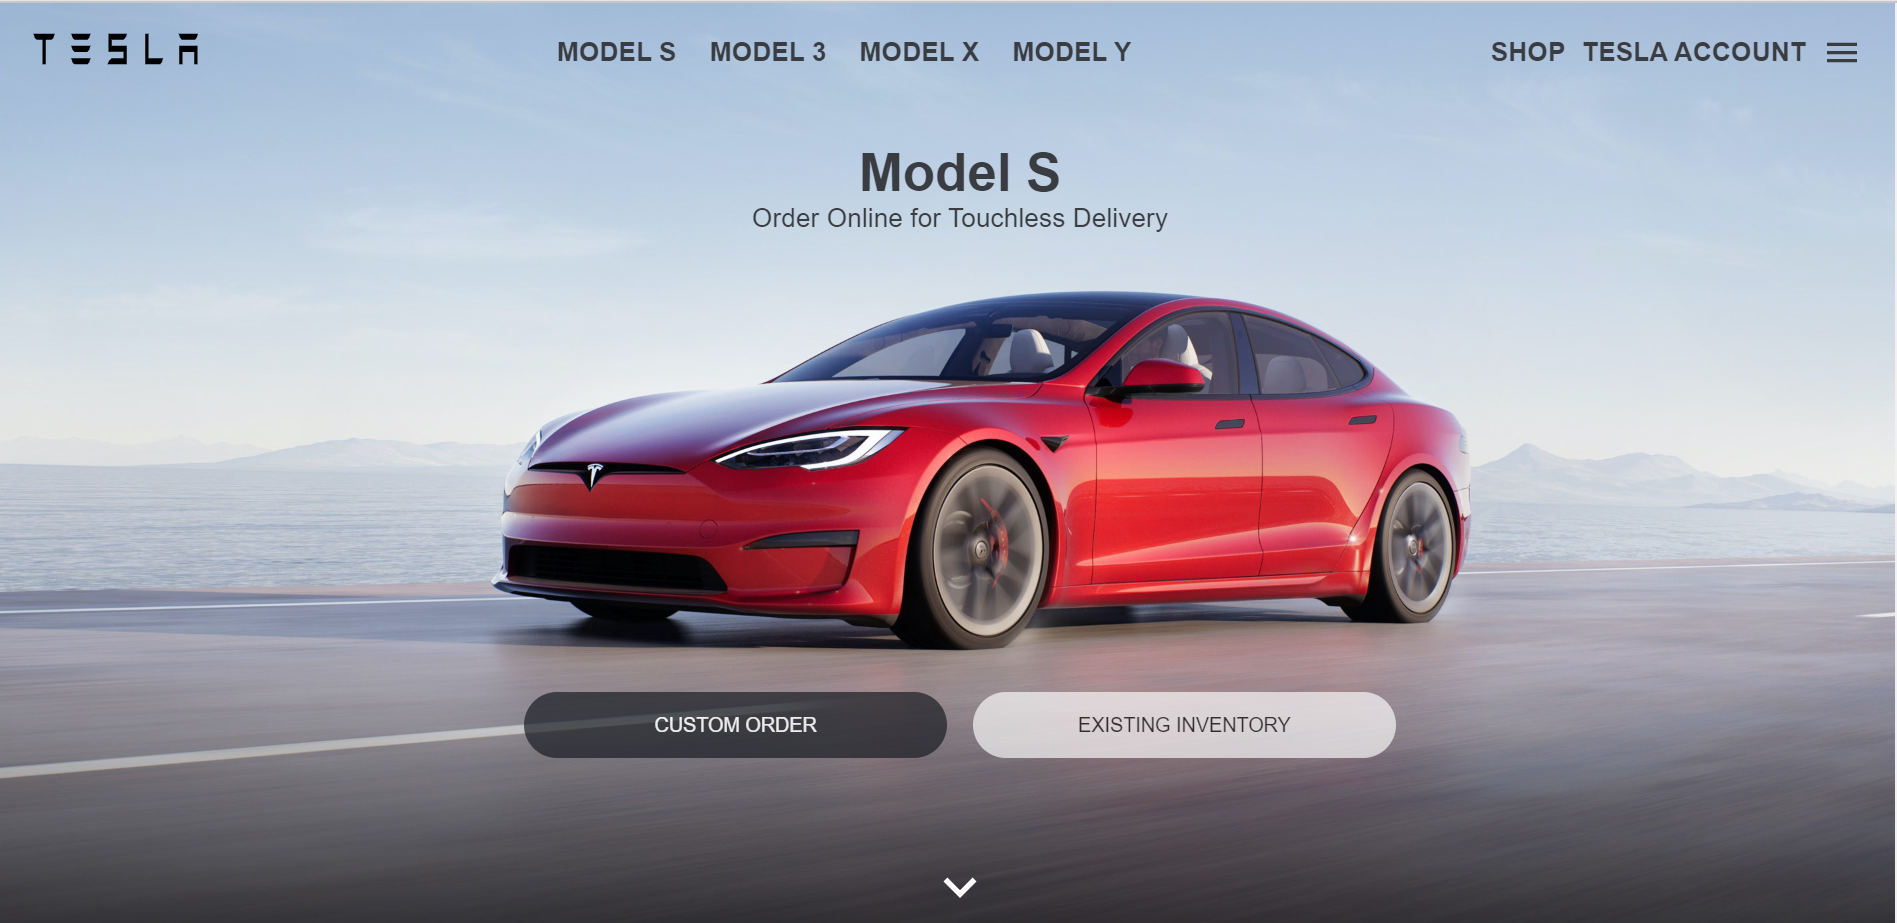 TESLA
MODEL S MODEL 3 MODEL X MODEL Y
SHOP TESLA ACCOUNT
Model S
Order Online for Touchless Delivery
CUSTOM ORDER
EXISTING INVENTORY